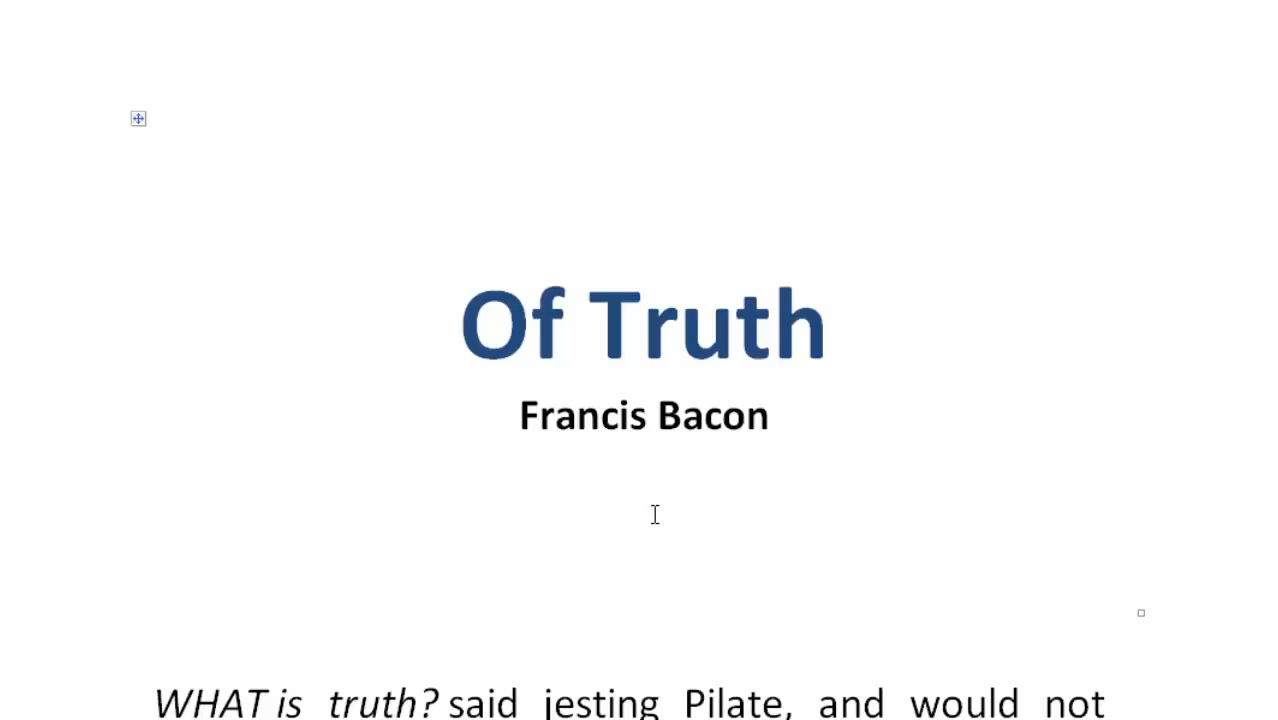 Of Truth
Francis Bacon
WHAT is truth? said jesting Pilate, and would not